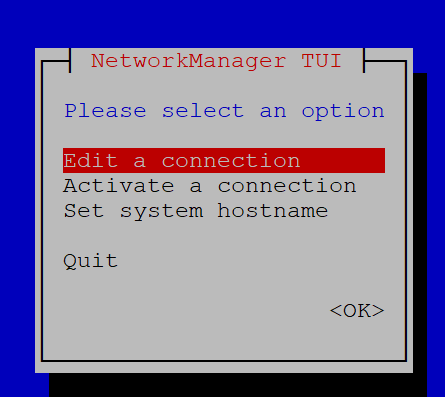 NetworkManager TUI
Please select an option
Edit a connection
Activate a connection
Set system hostname
Quit
<OK>